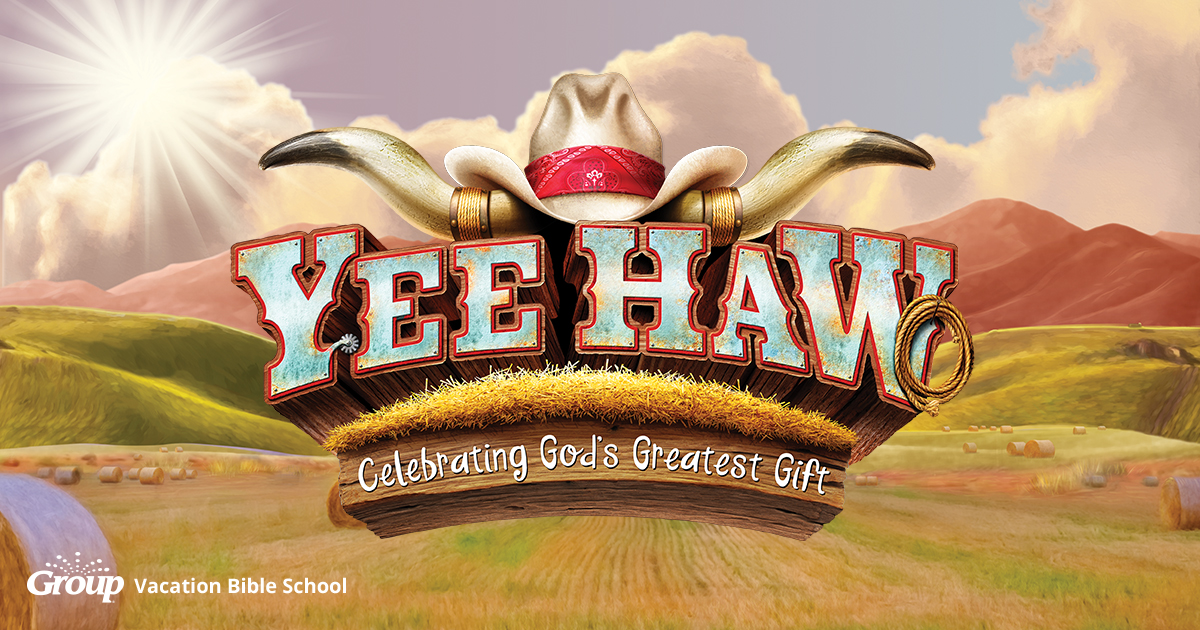 YEE HAW
Celebrating God's Greatest Gift
Group Vacation Bible School